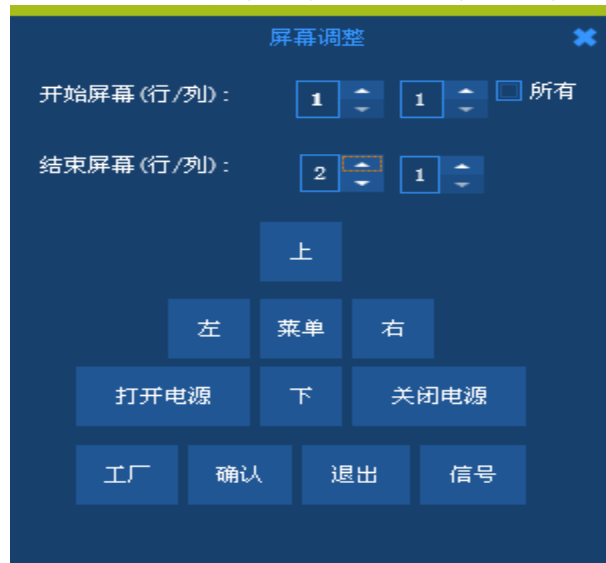 屏幕调整
开始屏幕(行/列): 1 1 所有
结束屏幕(行/列): 2 1
上
左 菜单 右
打开电源 下 关闭电源
工厂 确认 退出 信号